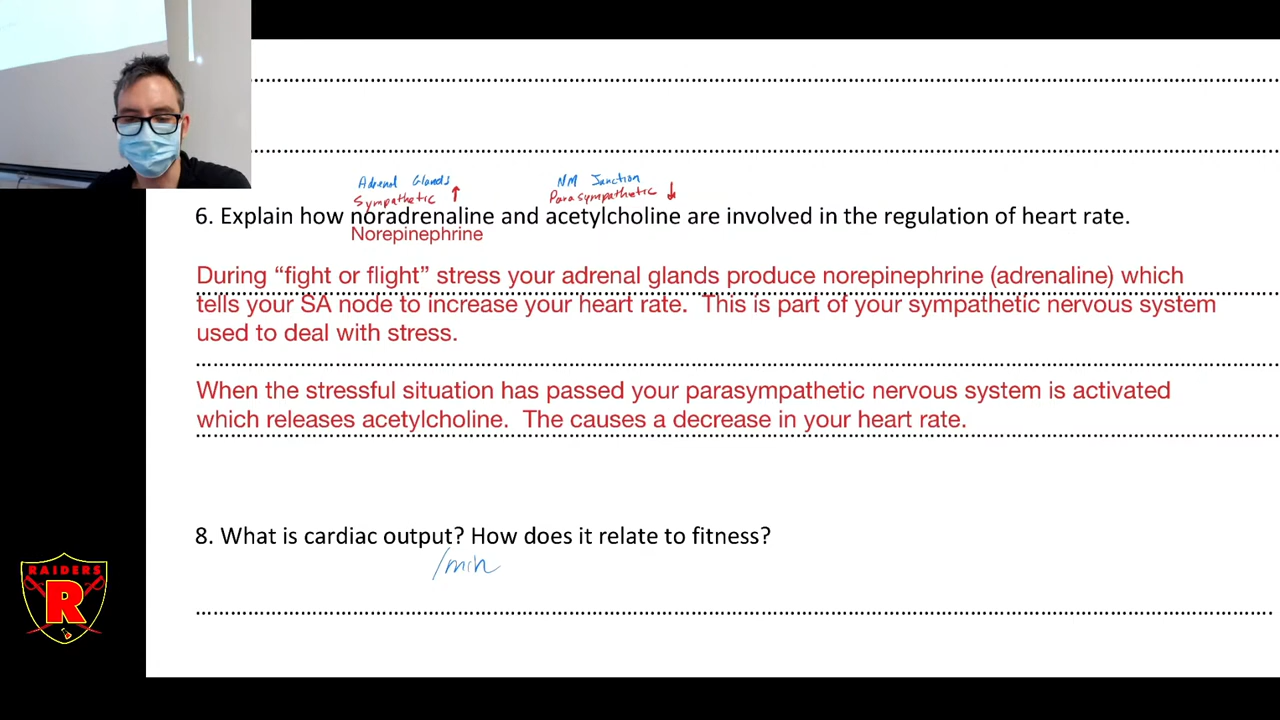 Adrenal Glands NM Junction
Sympathetic ↑ Parasympathetic ↓
6. Explain how noradrenaline and acetylcholine are involved in the regulation of heart rate.
Norepinephrine
During “fight or flight” stress your adrenal glands produce norepinephrine (adrenaline) which
tells your SA node to increase your heart rate. This is part of your sympathetic nervous system
used to deal with stress.
When the stressful situation has passed your parasympathetic nervous system is activated
which releases acetylcholine. The causes a decrease in your heart rate.
8. What is cardiac output? How does it relate to fitness?
/min
RAIDERS
R